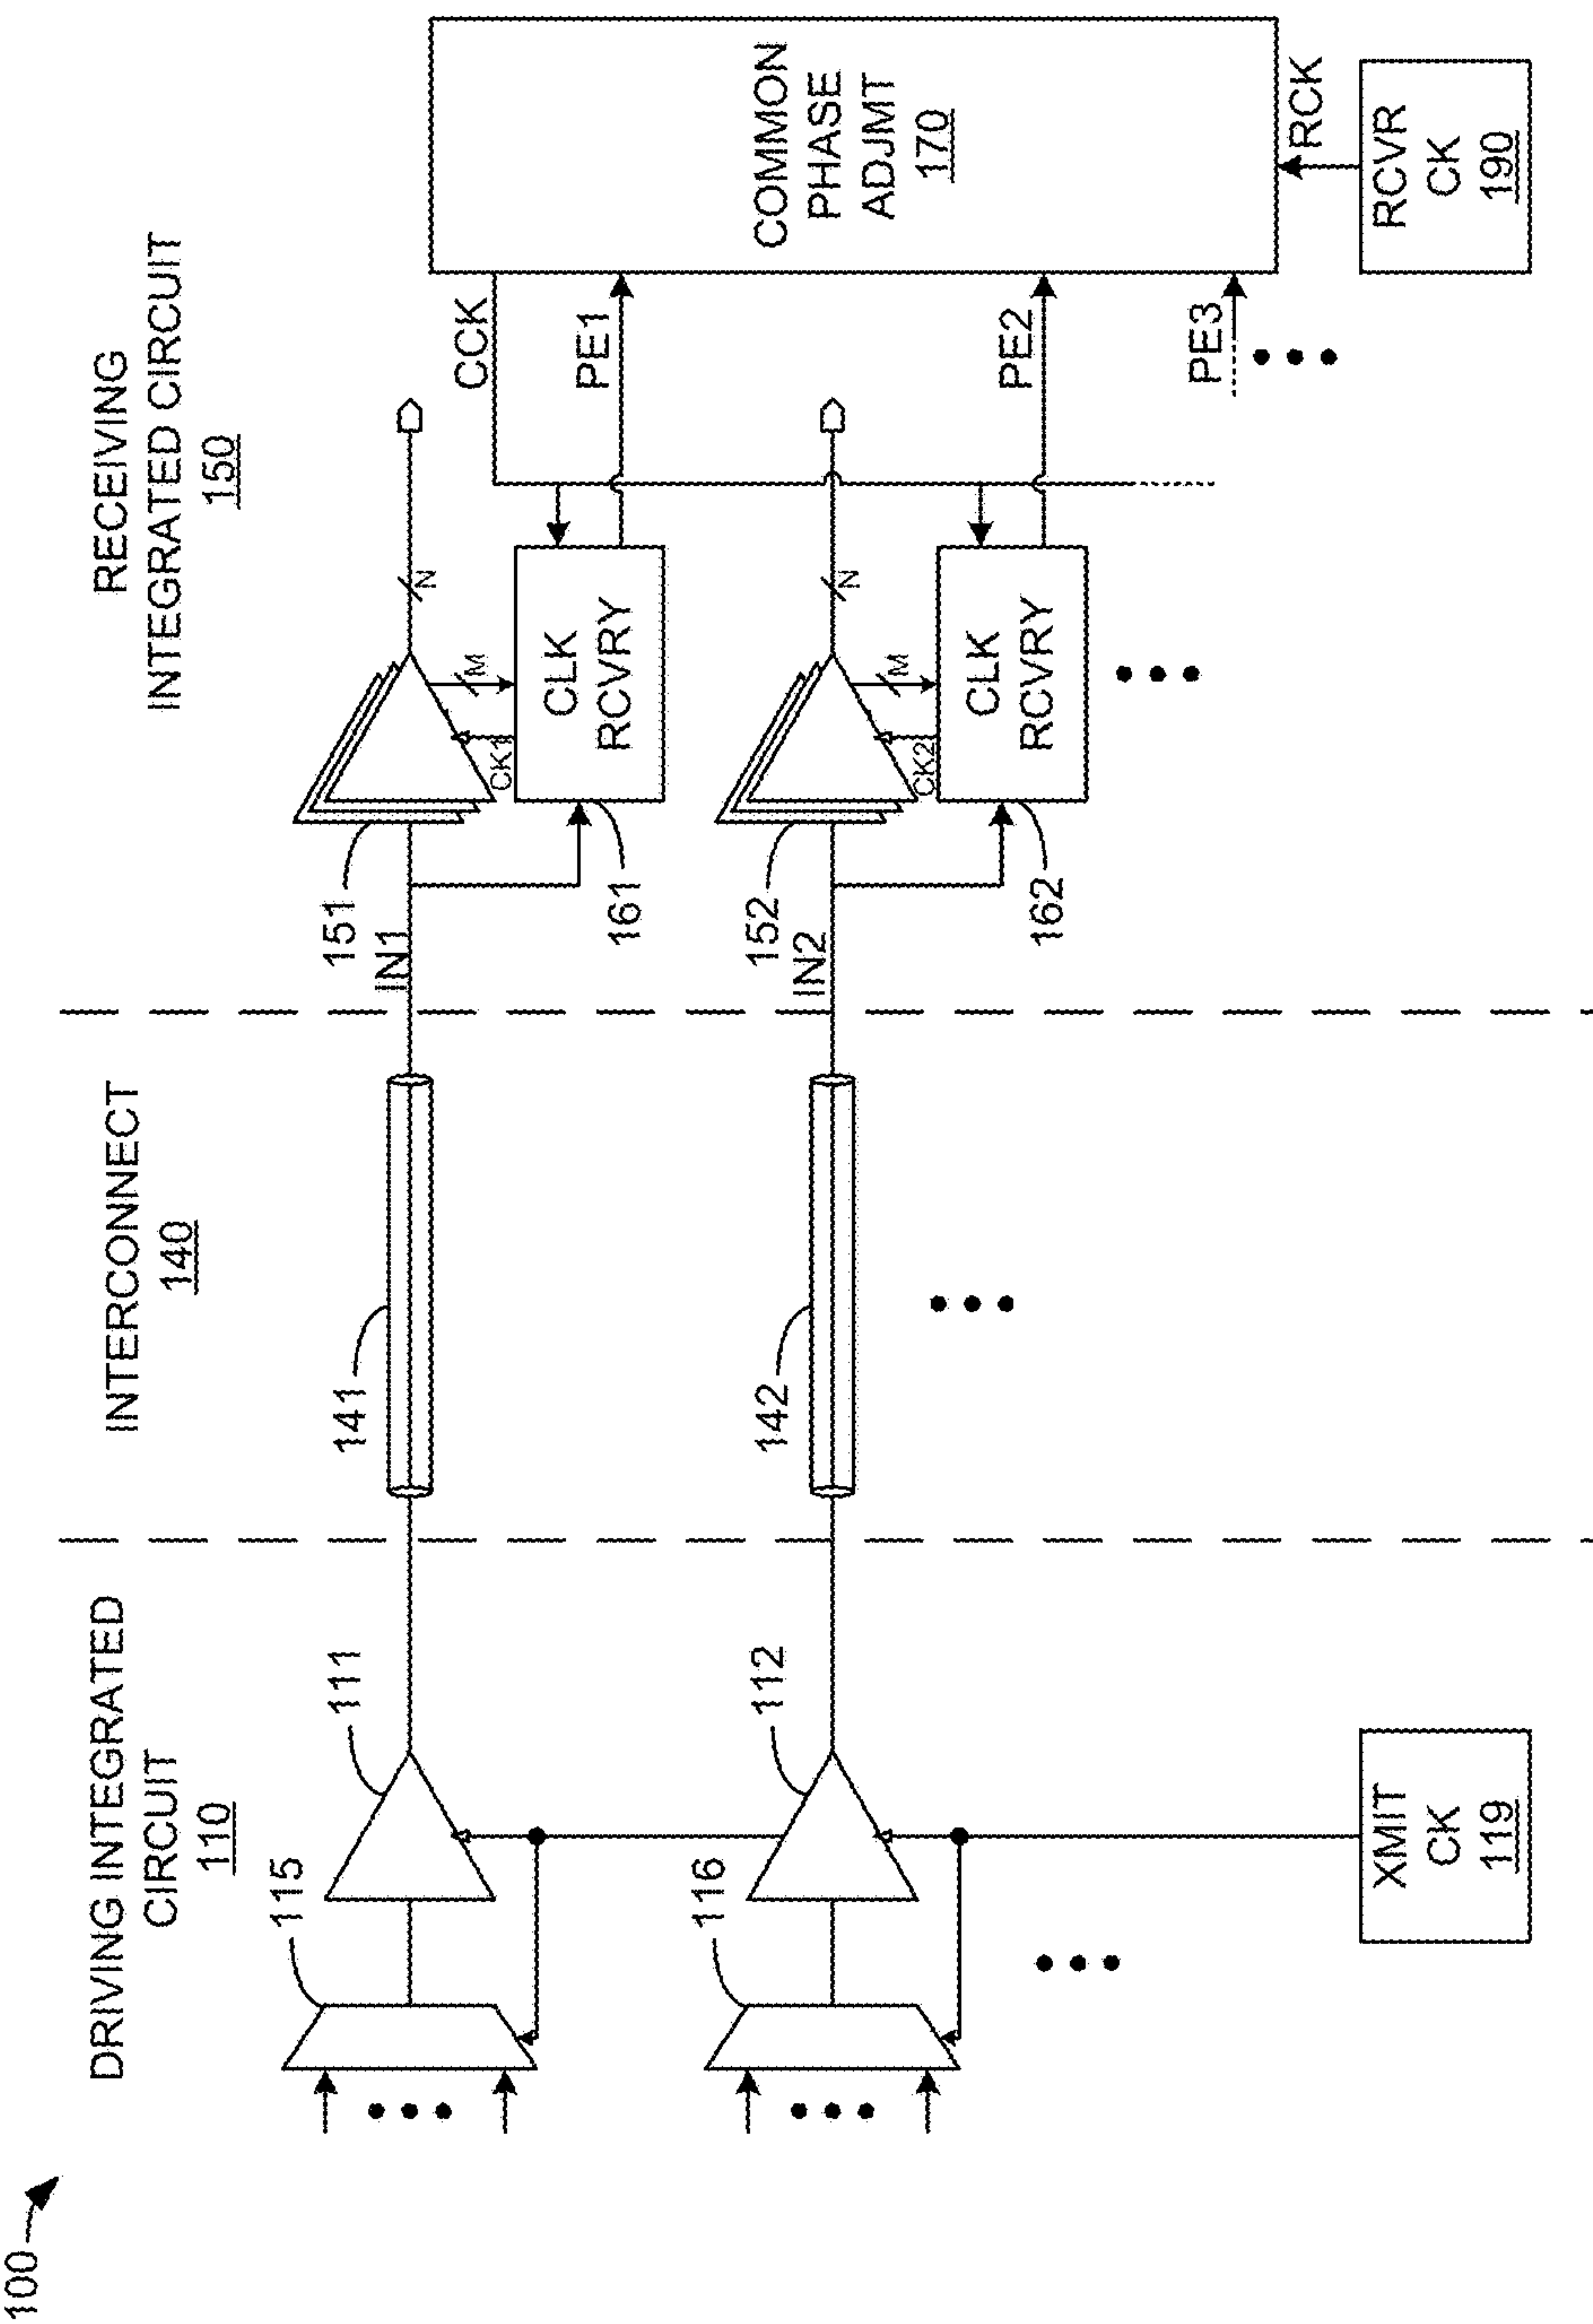 100
DRIVING INTEGRATED
CIRCUIT
110
INTERCONNECT
140
RECEIVING
INTEGRATED CIRCUIT
150
115
111
141
151
IN1
CK1
M
N
CLK
RCVRY
161
CCK
PE1
116
112
142
152
IN2
CK2
M
N
CLK
RCVRY
162
PE2
PE3
COMMON
PHASE
ADJMT
170
RCK
XMIT
CK
119
RCVR
CK
190